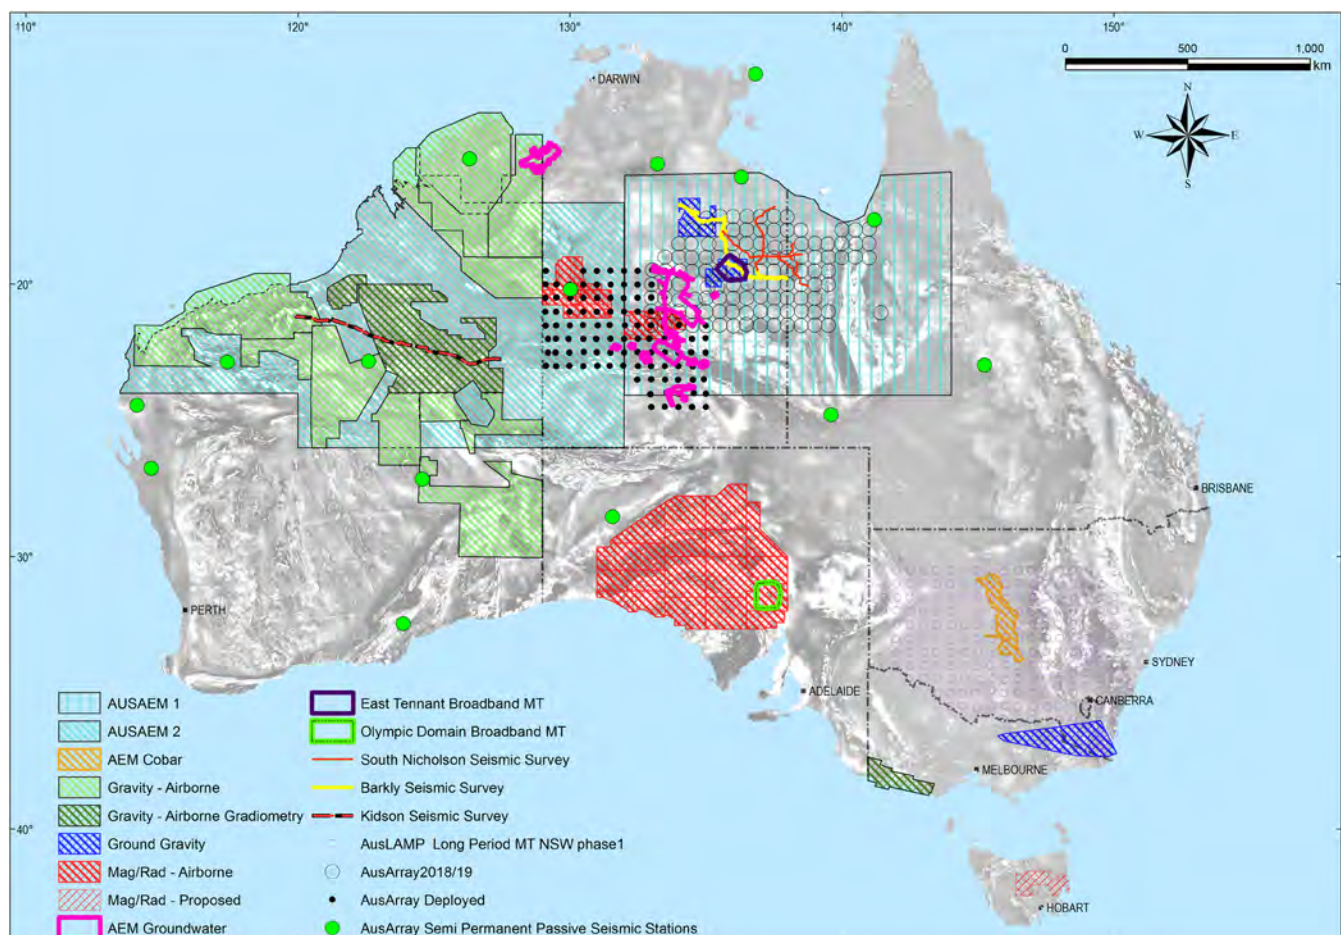 110° 120° 130° 140° 150°
10°
0 500 1,000
km
DARWIN
N
W E
S
20°
BRISBANE
30°
PERTH
SYDNEY
ADELAIDE
CANBERRA
MELBOURNE
40°
HOBART
AUSAEM 1
AUSAEM 2
AEM Cobar
Gravity - Airborne
Gravity - Airborne Gradiometry
Ground Gravity
Mag/Rad - Airborne
Mag/Rad - Proposed
AEM Groundwater
East Tennant Broadband MT
Olympic Domain Broadband MT
South Nicholson Seismic Survey
Barkly Seismic Survey
Kidson Seismic Survey
AusLAMP Long Period MT NSW phase1
AusArray2018/19
AusArray Deployed
AusArray Semi Permanent Passive Seismic Stations